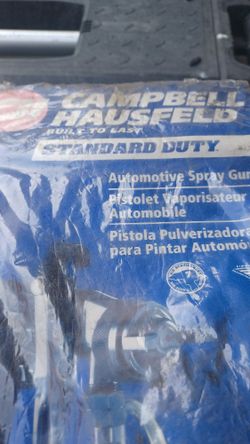 CAMPBELL
HAUSFELD
BUILT TO LAST
STANDARD DUTY
Automotive Spray Gun
Pistolet Vaporisateur
Automobile
Pistola Pulverizadora
para Pintar Automó